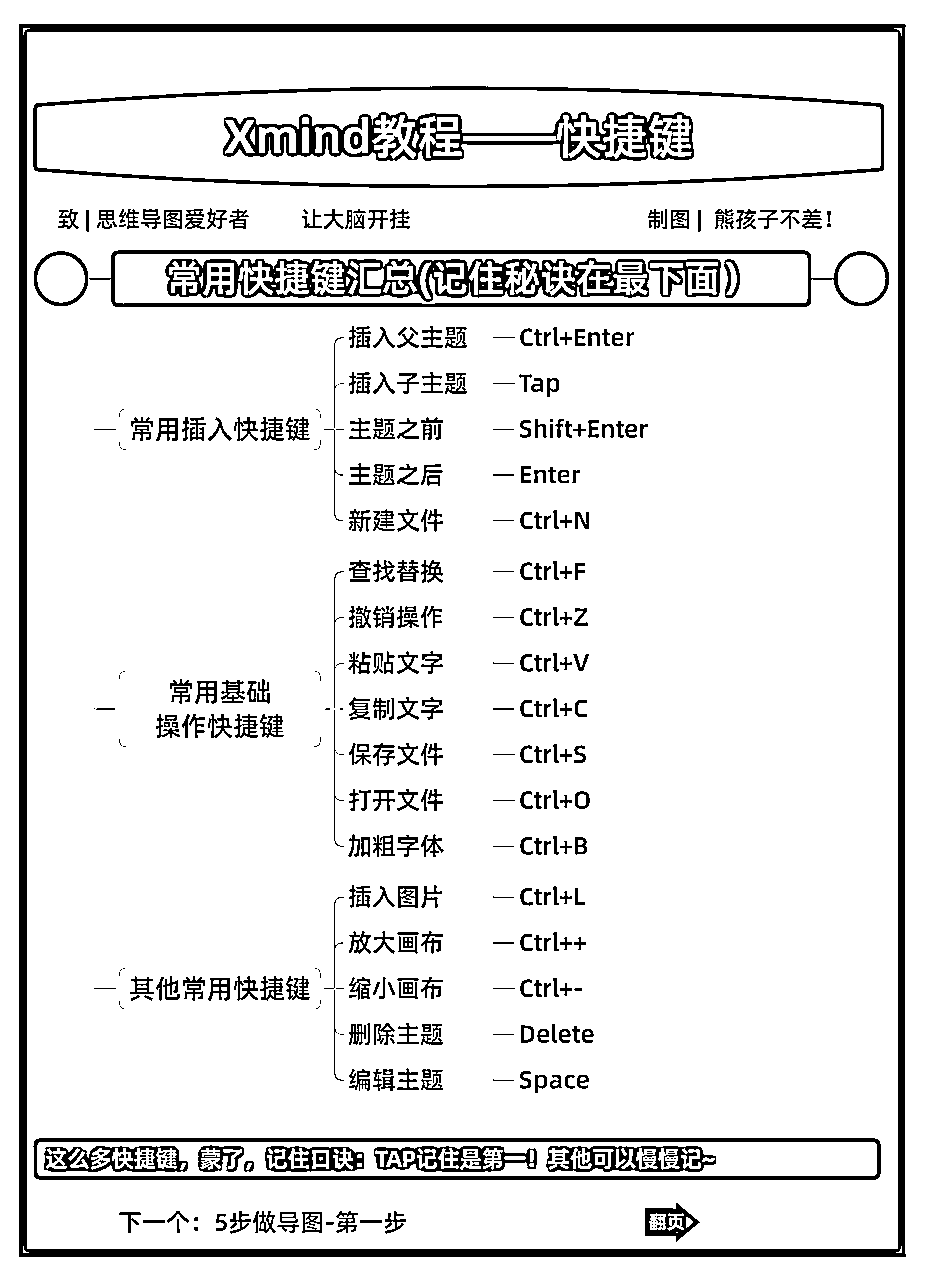 Xmind教程——快捷键
致 | 思维导图爱好者 让大脑开挂 制图 | 熊孩子不差!
常用快捷键汇总(记住秘诀在最下面)
常用插入快捷键
插入父主题 — Ctrl+Enter
插入子主题 — Tap
主题之前 — Shift+Enter
主题之后 — Enter
新建文件 — Ctrl+N
常用基础
操作快捷键
查找替换 — Ctrl+F
撤销操作 — Ctrl+Z
粘贴文字 — Ctrl+V
复制文字 — Ctrl+C
保存文件 — Ctrl+S
打开文件 — Ctrl+O
加粗字体 — Ctrl+B
其他常用快捷键
插入图片 — Ctrl+L
放大画布 — Ctrl++
缩小画布 — Ctrl+-
删除主题 — Delete
编辑主题 — Space
这么多快捷键，蒙了，记住口诀：TAP记住是第一！其他可以慢慢记~
下一个：5步做导图-第一步 翻页